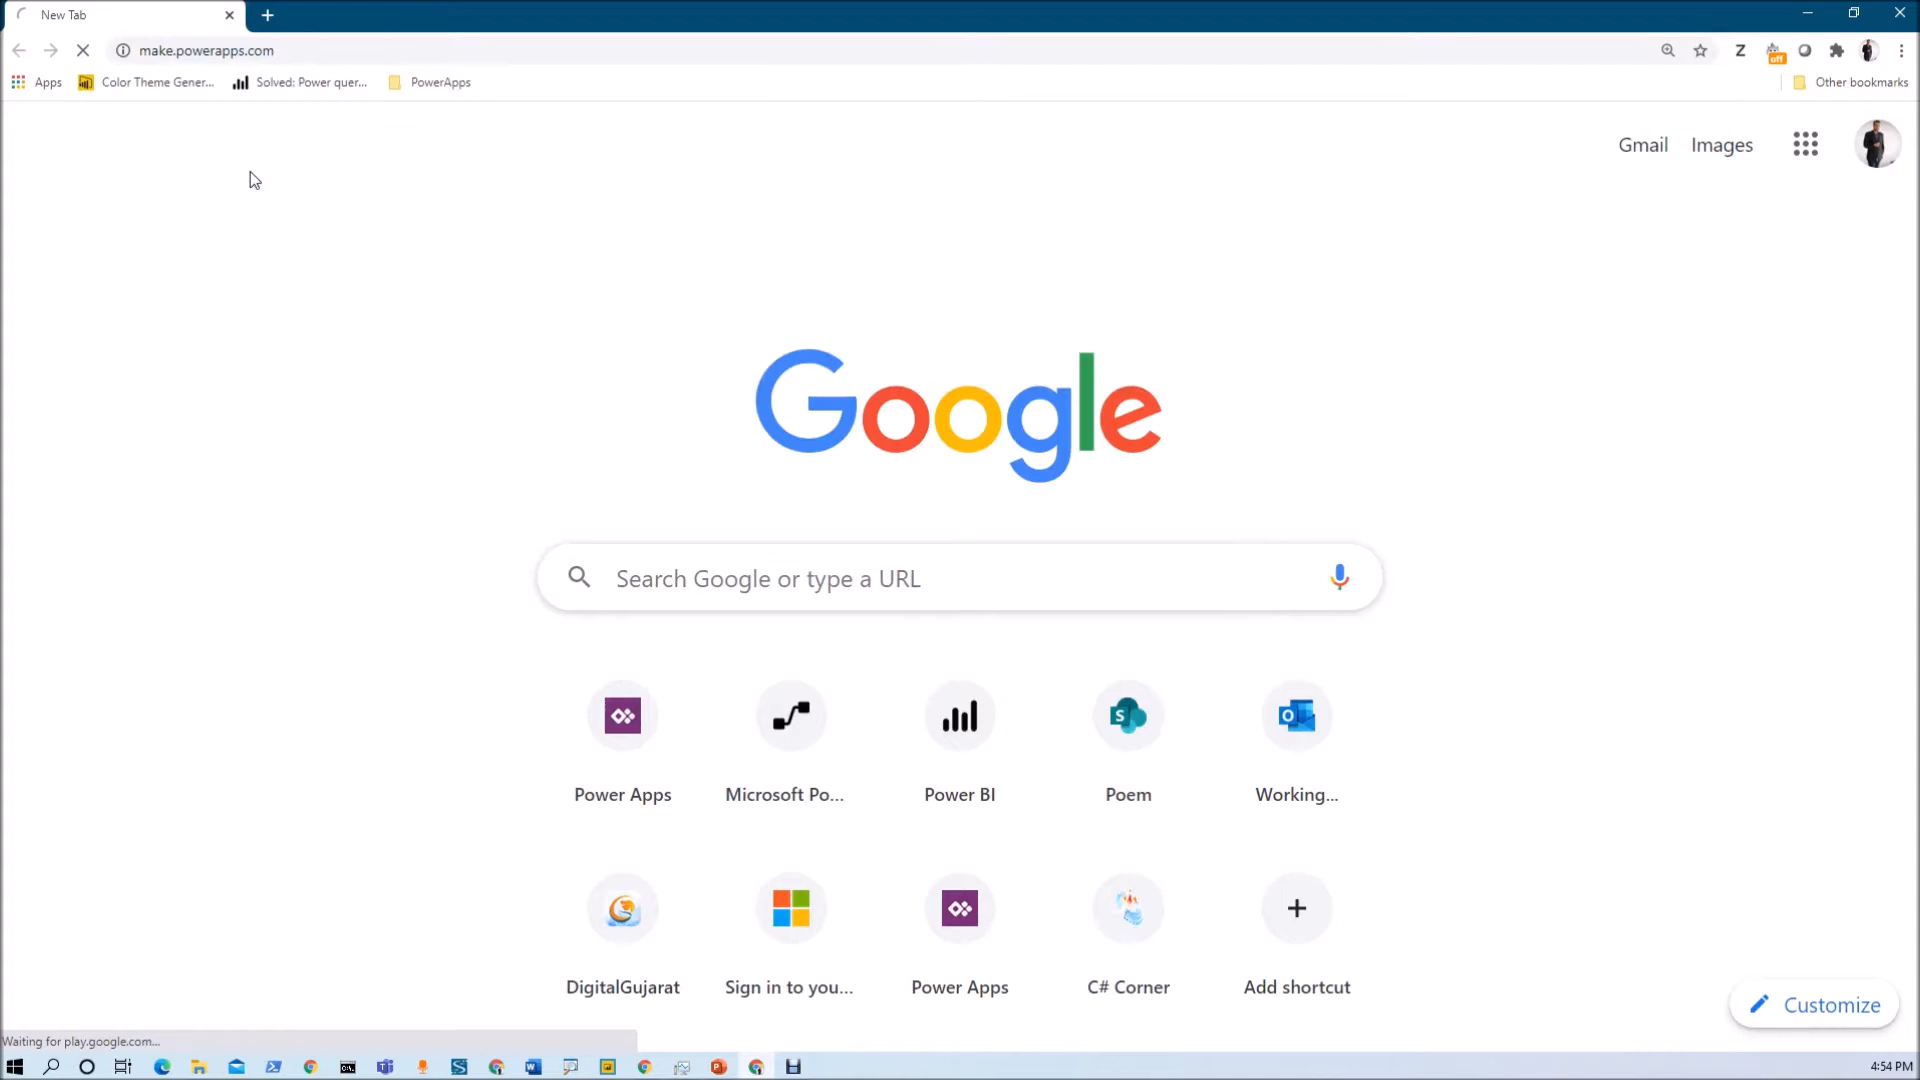 New Tab
make.powerapps.com
Z
off
Apps
Color Theme Gener...
Solved: Power quer...
PowerApps
Other bookmarks
Gmail
Images
Google
Search Google or type a URL
Power Apps
Microsoft Po...
Power BI
Poem
Working...
DigitalGujarat
Sign in to you...
Power Apps
C# Corner
Add shortcut
Customize
Waiting for play.google.com...
4:54 PM